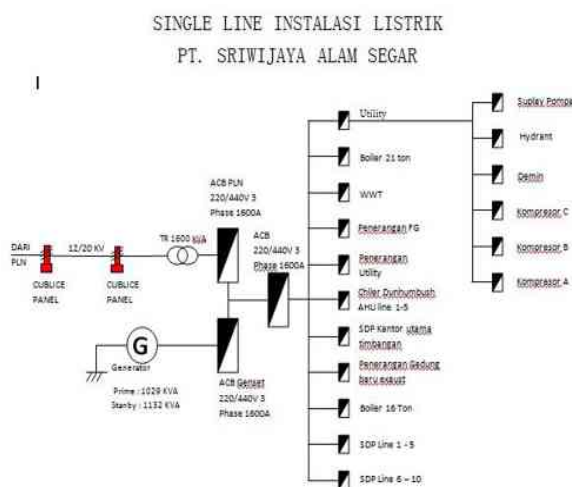 SINGLE LINE INSTALASI LISTRIK
PT. SRIWIJAYA ALAM SEGAR
DARI
PLN
12/20 KV
CUBLICE
PANEL
CUBLICE
PANEL
TR 1600 kVA
ACB PLN
220/440V 3
Phase 1600A
ACB
220/440V 3
Phase 1600A
G
Generator
Prime : 1029 KVA
Stanby : 1132 KVA
ACB Genset
220/440V 3
Phase 1600A
Utility
Boiler 21 ton
WWT
Penerangan FG
Penerangan
Utility
Chiler Dunhumbush
AHU line 1-5
SDP Kantor utama
timbangan
Penerangan Gedung
baru exaust
Boiler 16 Ton
SDP Line 1 - 5
SDP Line 6 – 10
Suplay Pompa
Hydrant
Demin
Kompresor C
Kompresor B
Kompresor A